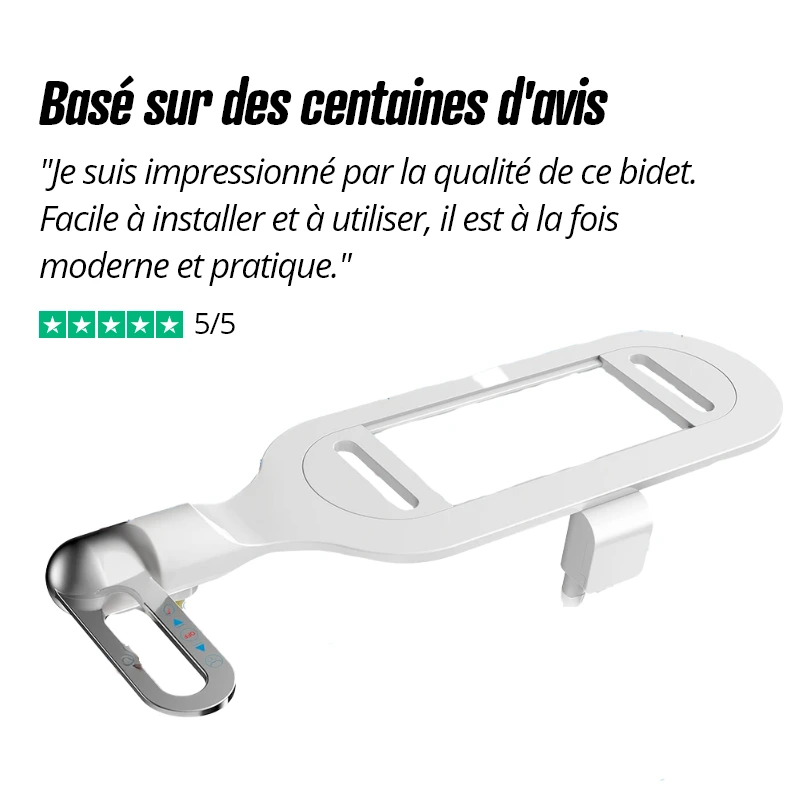 Basé sur des centaines d'avis
"Je suis impressionné par la qualité de ce bidet.
Facile à installer et à utiliser, il est à la fois
moderne et pratique."
5/5